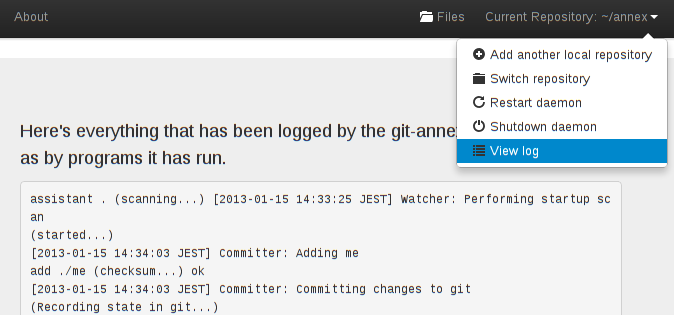 About Files Current Repository: ~/annex
Add another local repository
Switch repository
Restart daemon
Shutdown daemon
View log
Here's everything that has been logged by the git-anne
as by programs it has run.
assistant . (scanning...) [2013-01-15 14:33:25 JEST] Watcher: Performing startup sc
an
(started...)
[2013-01-15 14:34:03 JEST] Committer: Adding me
add ./me (checksum...) ok
[2013-01-15 14:34:03 JEST] Committer: Committing changes to git
(Recording state in git...)